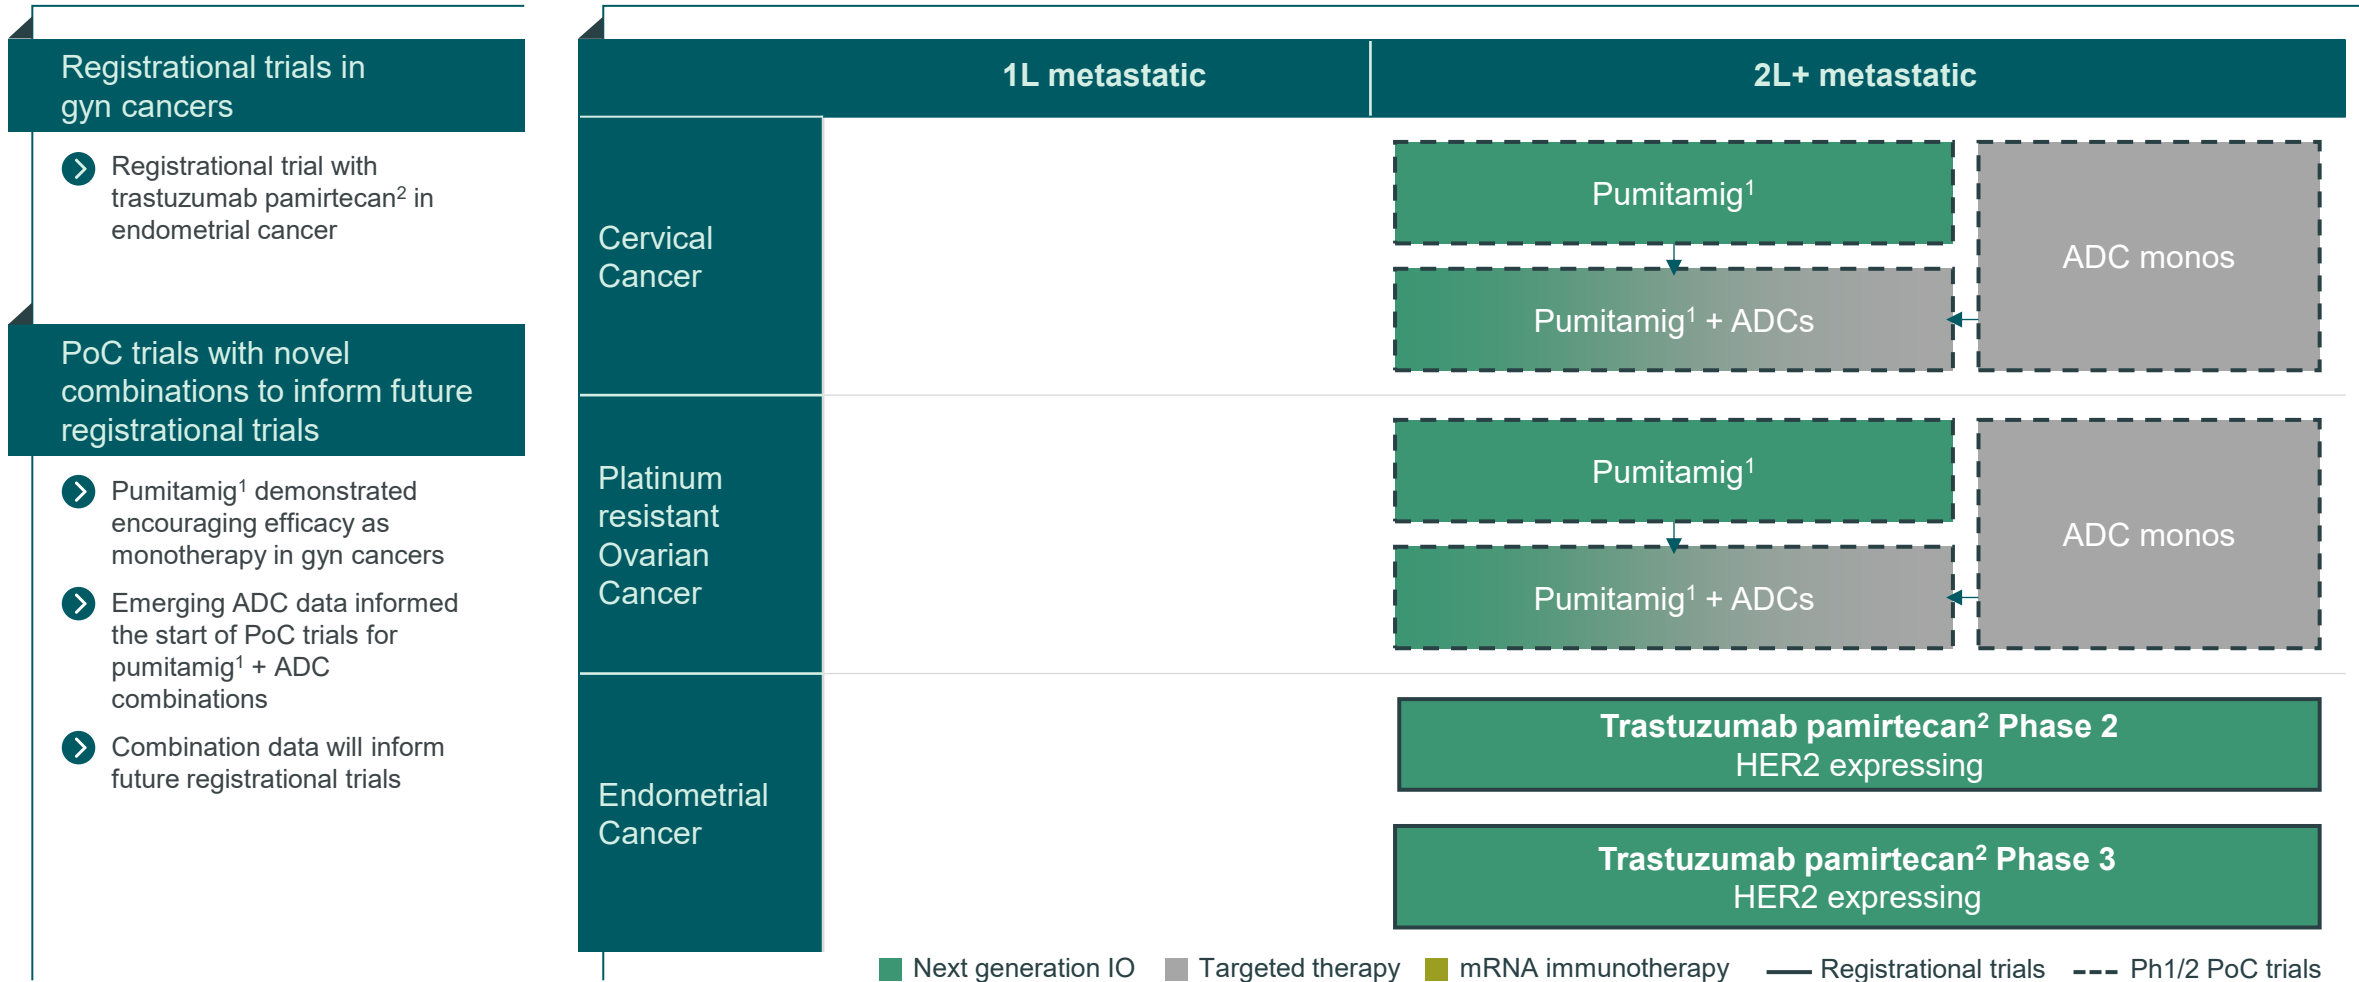 Registrational trials in
gyn cancers
Registrational trial with
trastuzumab pamirtecan² in
endometrial cancer
PoC trials with novel
combinations to inform future
registrational trials
Pumitamig¹ demonstrated
encouraging efficacy as
monotherapy in gyn cancers
Emerging ADC data informed
the start of PoC trials for
pumitamig¹ + ADC
combinations
Combination data will inform
future registrational trials
1L metastatic
2L+ metastatic
Cervical
Cancer
Pumitamig¹
Pumitamig¹ + ADCs
ADC monos
Platinum
resistant
Ovarian
Cancer
Pumitamig¹
Pumitamig¹ + ADCs
ADC monos
Endometrial
Cancer
Trastuzumab pamirtecan² Phase 2
HER2 expressing
Trastuzumab pamirtecan² Phase 3
HER2 expressing
Next generation IO
Targeted therapy
mRNA immunotherapy
Registrational trials
Ph1/2 PoC trials